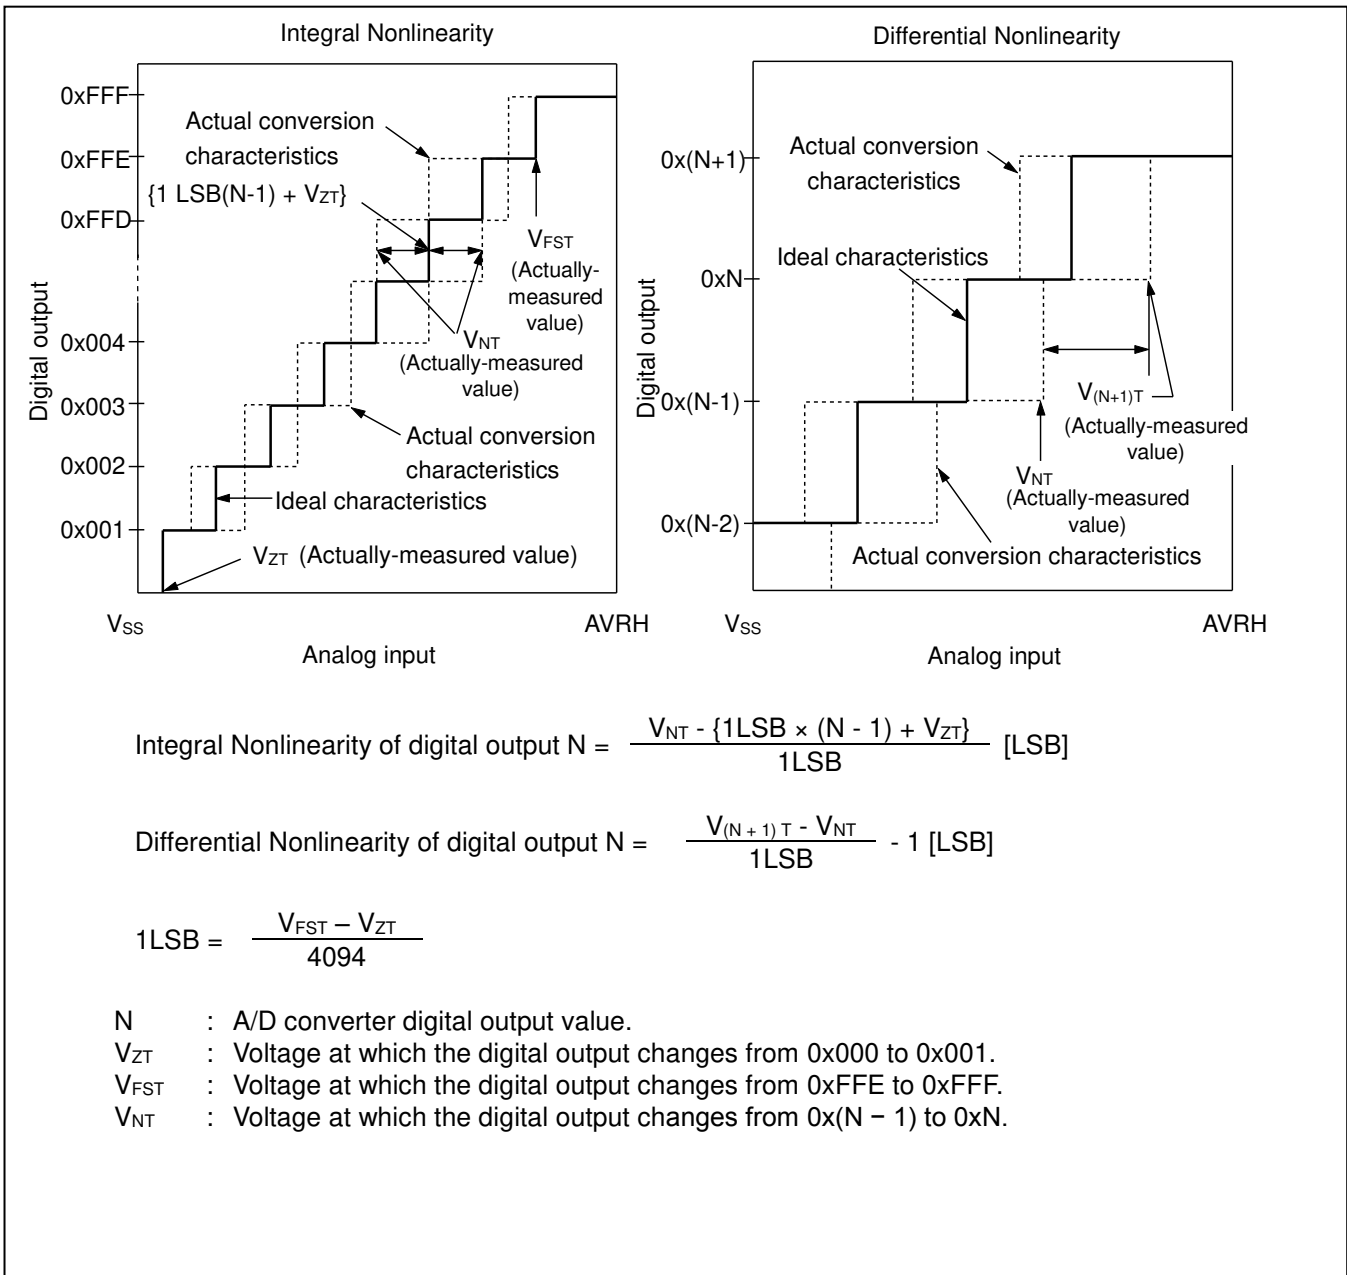 Integral Nonlinearity
0xFFF
0xFFE
0xFFD
0x004
0x003
0x002
0x001
Digital output
Actual conversion
characteristics
{1 LSB(N-1) + VZT}
VFST
(Actually-
measured
value)
VNT
(Actually-measured
value)
Actual conversion
characteristics
Ideal characteristics
VZT (Actually-measured value)
VSS
AVRH
Analog input
Differential Nonlinearity
0x(N+1)
0xN
0x(N-1)
0x(N-2)
Digital output
Actual conversion
characteristics
Ideal characteristics
V(N+1)T
(Actually-measured
value)
VNT
(Actually-measured
value)
Actual conversion characteristics
VSS
AVRH
Analog input
Integral Nonlinearity of digital output N = VNT - {1LSB × (N - 1) + VZT} / 1LSB [LSB]
Differential Nonlinearity of digital output N = V(N + 1) T - VNT / 1LSB - 1 [LSB]
1LSB = VFST – VZT / 4094
N : A/D converter digital output value.
VZT : Voltage at which the digital output changes from 0x000 to 0x001.
VFST : Voltage at which the digital output changes from 0xFFE to 0xFFF.
VNT : Voltage at which the digital output changes from 0x(N − 1) to 0xN.